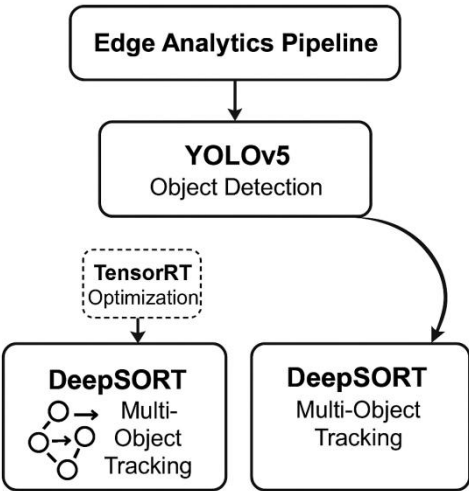 Edge Analytics Pipeline
YOLOv5
Object Detection
TensorRT
Optimization
DeepSORT
Multi-
Object
Tracking
DeepSORT
Multi-Object
Tracking